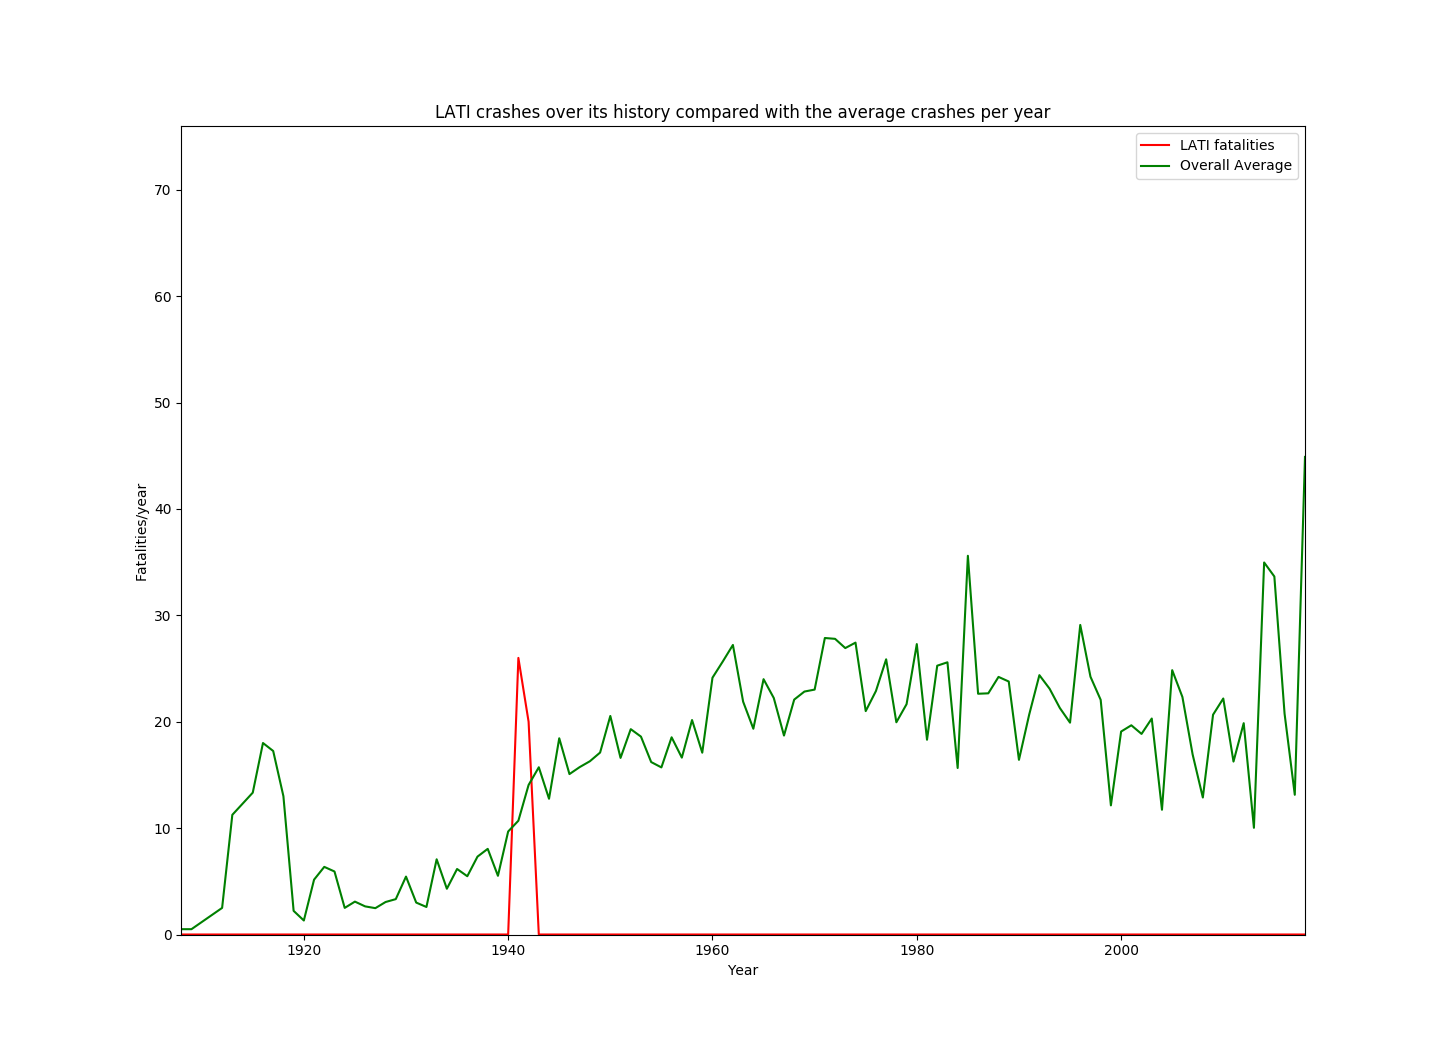 LATI crashes over its history compared with the average crashes per year
LATI fatalities
Overall Average
70
60
50
40
30
20
10
0
Fatalities/year
1920 1940 1960 1980 2000
Year